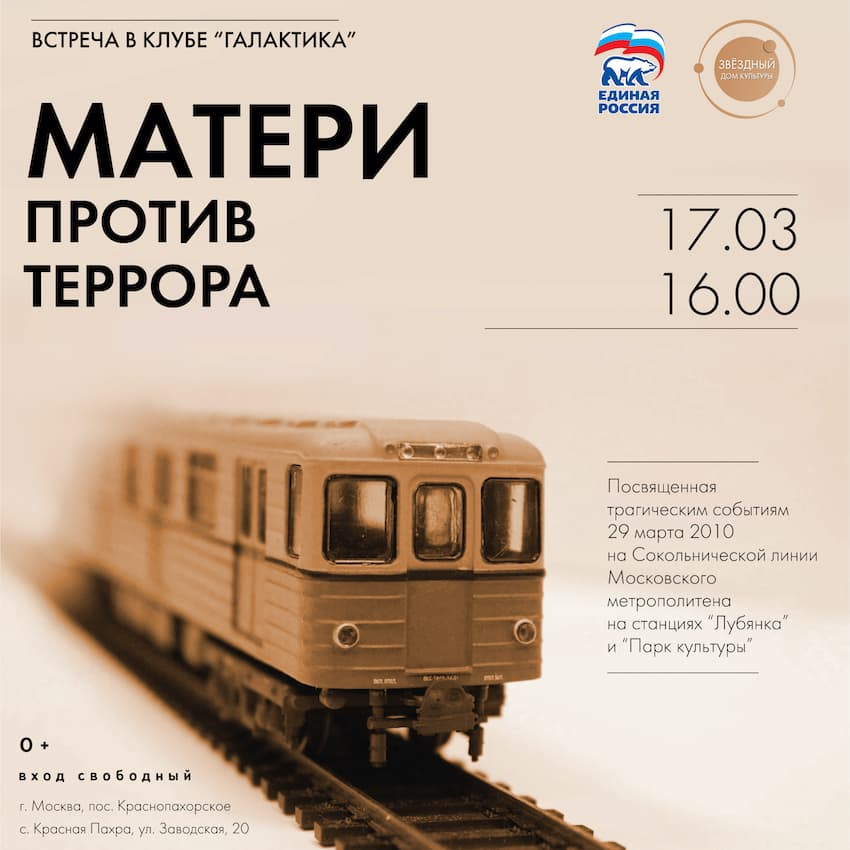 ВСТРЕЧА В КЛУБЕ “ГАЛАКТИКА”
ЕДИНАЯ
РОССИЯ
ЗВЁЗДНЫЙ
ДОМ КУЛЬТУРЫ
МАТЕРИ
ПРОТИВ
ТЕРРОРА
17.03
16.00
Посвященная
трагическим событиям
29 марта 2010
на Сокольнической линии
Московского
метрополитена
на станциях “Лубянка”
и “Парк культуры”
0 +
вход свободный
г. Москва, пос. Краснопахорское
с. Красная Пахра, ул. Заводская, 20